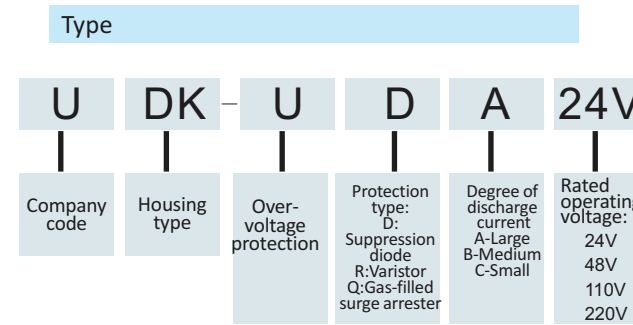 Type
U DK – U D A 24V
Company
code
Housing
type
Over-
voltage
protection
Protection
type:
D:
Suppression
diode
R:Varistor
Q:Gas-filled
surge arrester
Degree of
discharge
current
A-Large
B-Medium
C-Small
Rated
operating
voltage:
24V
48V
110V
220V